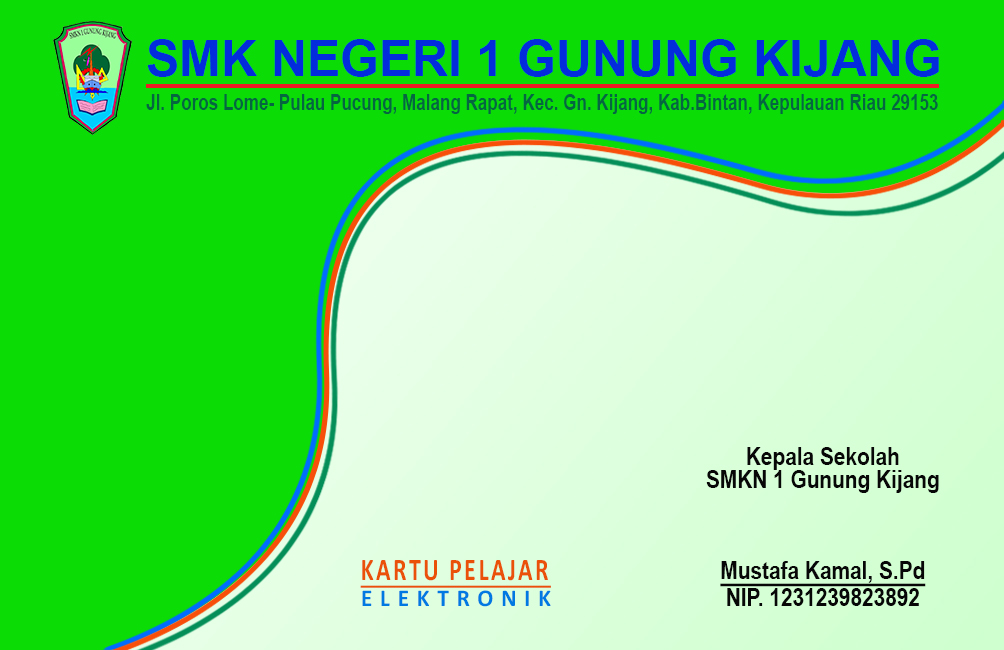 SMKN 1 GUNUNG KIJANG
SMK NEGERI 1 GUNUNG KIJANG
Jl. Poros Lome- Pulau Pucung, Malang Rapat, Kec. Gn. Kijang, Kab.Bintan, Kepulauan Riau 29153
Kepala Sekolah
SMKN 1 Gunung Kijang
KARTU PELAJAR
ELEKTRONIK
Mustafa Kamal, S.Pd
NIP. 1231239823892